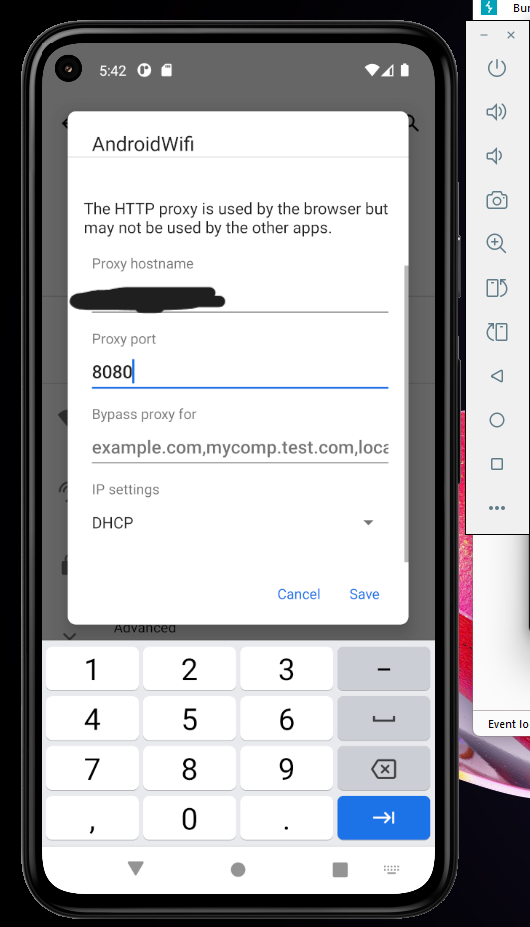 Bur
5:42
AndroidWifi
The HTTP proxy is used by the browser but
may not be used by the other apps.
Proxy hostname
Proxy port
8080
Bypass proxy for
example.com,mycomp.test.com,loca
IP settings
DHCP
Cancel
Save
Advanced
1 2 3 -
4 5 6
7 8 9
, 0 .
Event lo